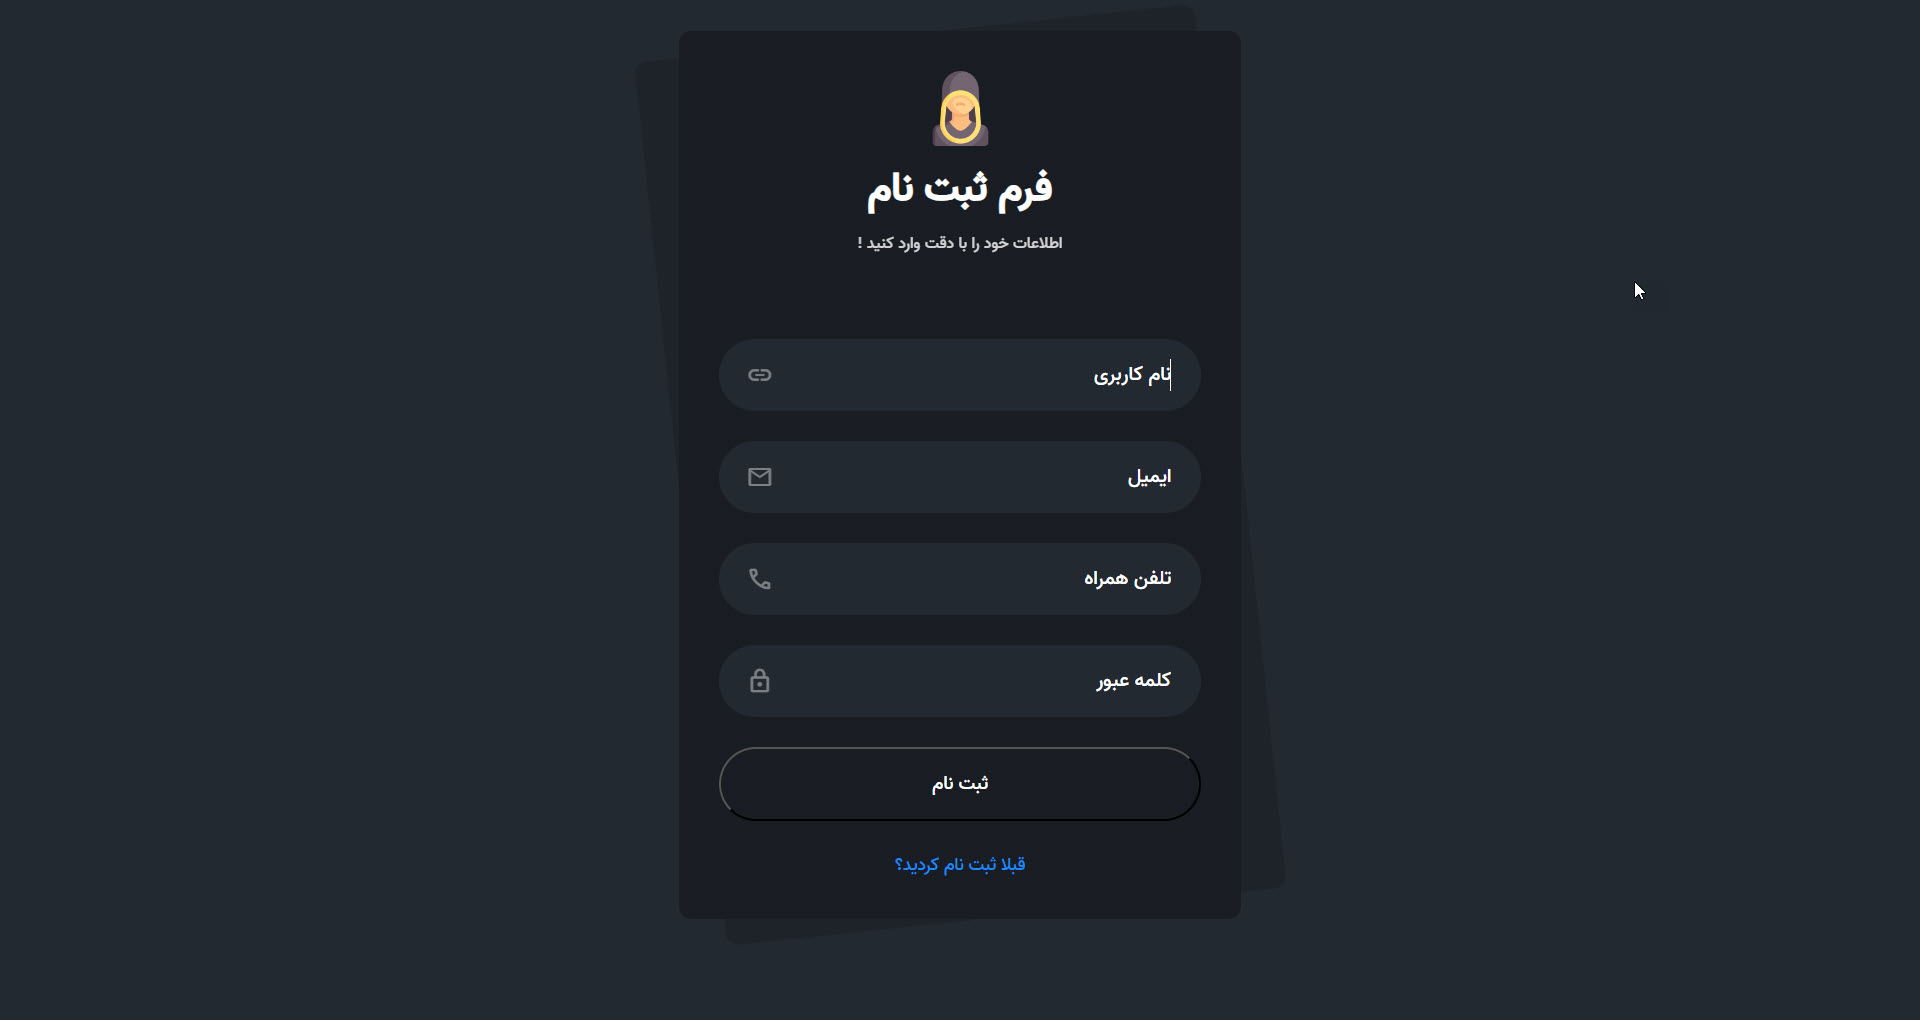 فرم ثبت نام
اطلاعات خود را با دقت وارد کنید !
نام کاربری
ایمیل
تلفن همراه
کلمه عبور
ثبت نام
قبلا ثبت نام کردید؟